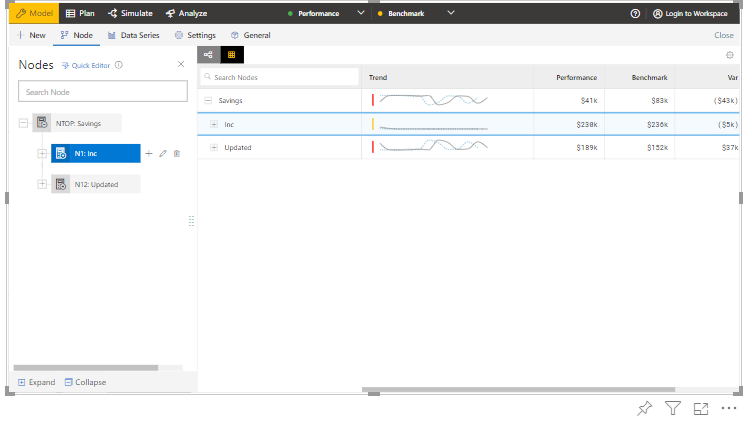 Model Plan Simulate Analyze Performance Benchmark Login to Workspace
New Node Data Series Settings General Close
Nodes Quick Editor
Search Node
NTOP: Savings
N1: Inc
N12: Updated
Expand Collapse
Search Nodes Trend Performance Benchmark Var
Savings $41k $83k ($43k)
Inc $230k $236k ($5k)
Updated $189k $152k $37k